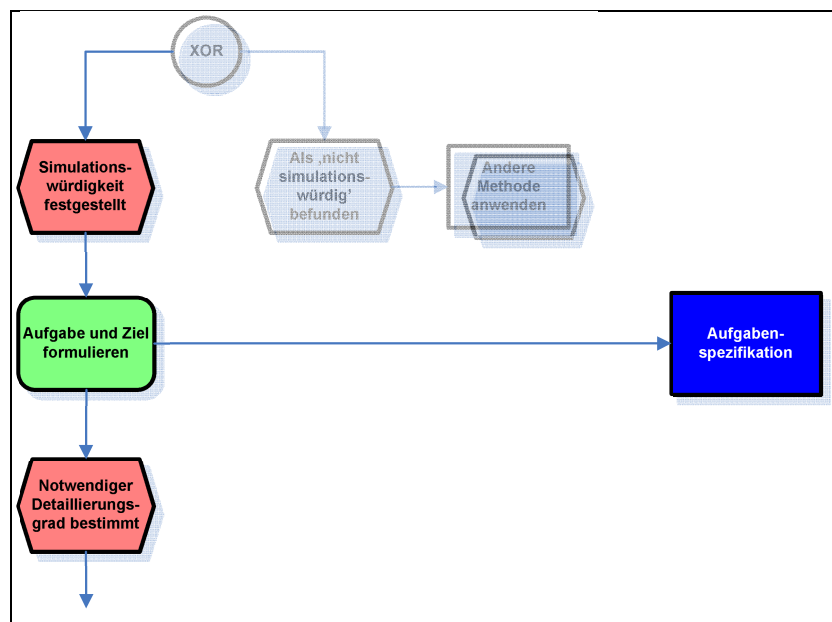 XOR
Simulations-
würdigkeit
festgestellt
Als ‚nicht
simulations-
würdig’
befunden
Andere
Methode
anwenden
Aufgabe und Ziel
formulieren
Aufgaben-
spezifikation
Notwendiger
Detaillierungs-
grad bestimmt